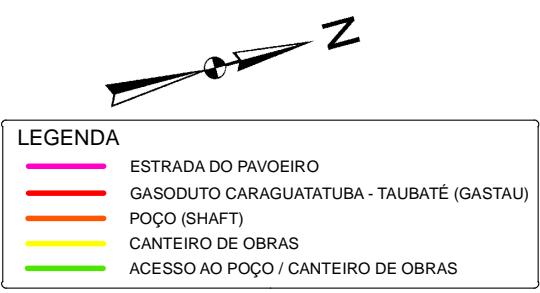 N
LEGENDA
ESTRADA DO PAVOEIRO
GASODUTO CARAGUATATUBA - TAUBATÉ (GASTAU)
POÇO (SHAFT)
CANTEIRO DE OBRAS
ACESSO AO POÇO / CANTEIRO DE OBRAS